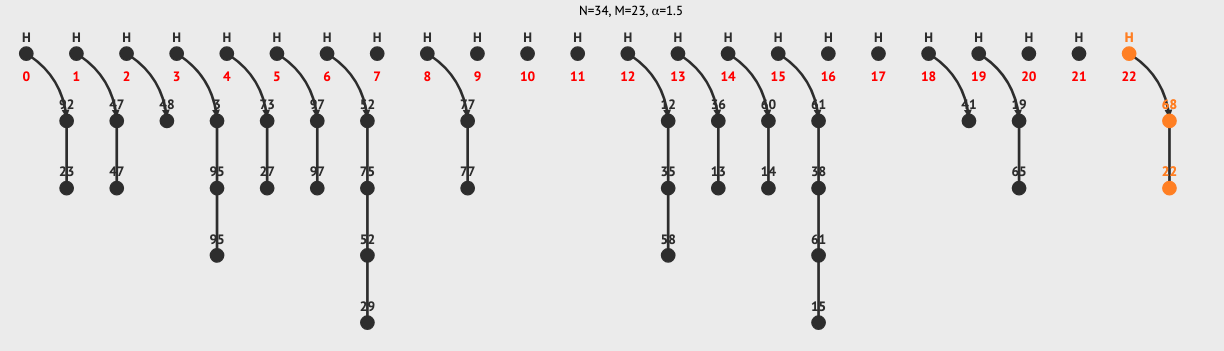 N=34, M=23, α=1.5
H H H H H H H H H H H H H H H H H H H H H H H
0 1 2 3 4 5 6 7 8 9 10 11 12 13 14 15 16 17 18 19 20 21 22
92 47 48 3 73 97 52 77 12 36 60 61 41 19 68
23 47 95 27 97 75 77 35 13 14 38 65 22
95 52 58 61
29 15